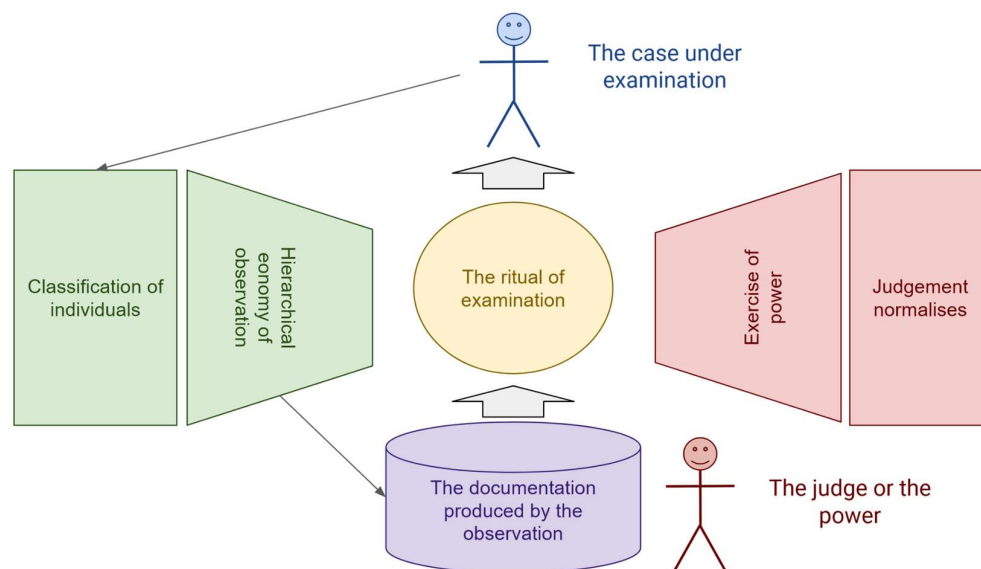 The case under
examination
Classification of
individuals
Hierarchical
eonomy of
observation
The ritual of
examination
Exercise of
power
Judgement
normalises
The documentation
produced by the
observation
The judge or the
power